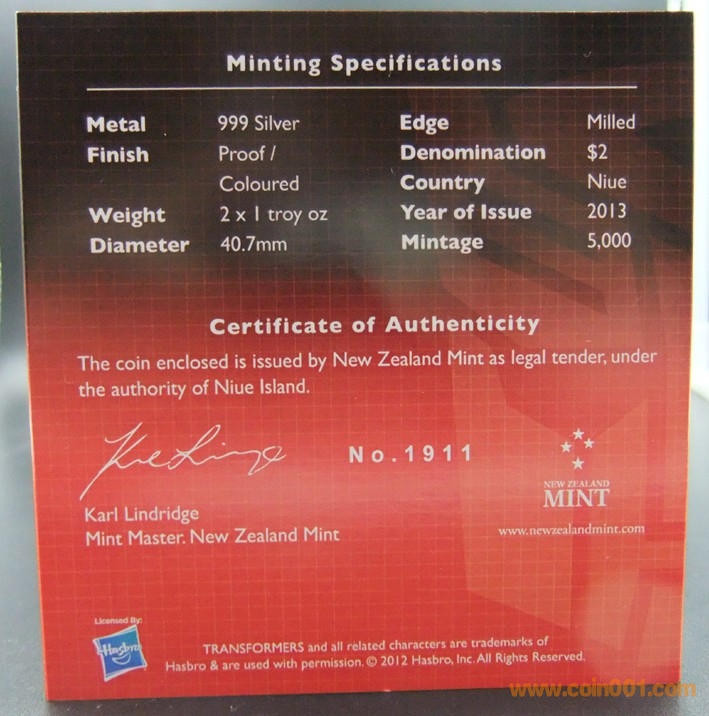 Minting Specifications
Metal 999 Silver Edge Milled
Finish Proof / Denomination $2
Coloured Country Niue
Weight 2 x 1 troy oz Year of Issue 2013
Diameter 40.7mm Mintage 5,000
Certificate of Authenticity
The coin enclosed is issued by New Zealand Mint as legal tender, under
the authority of Niue Island.
No.1911
NEW ZEALAND
MINT
Karl Lindridge
Mint Master. New Zealand Mint
www.newzealandmint.com
Licensed By:
Hasbro
TRANSFORMERS and all related characters are trademarks of
Hasbro & are used with permission. © 2012 Hasbro, Inc. All Rights Reserved.
www.coin001.com